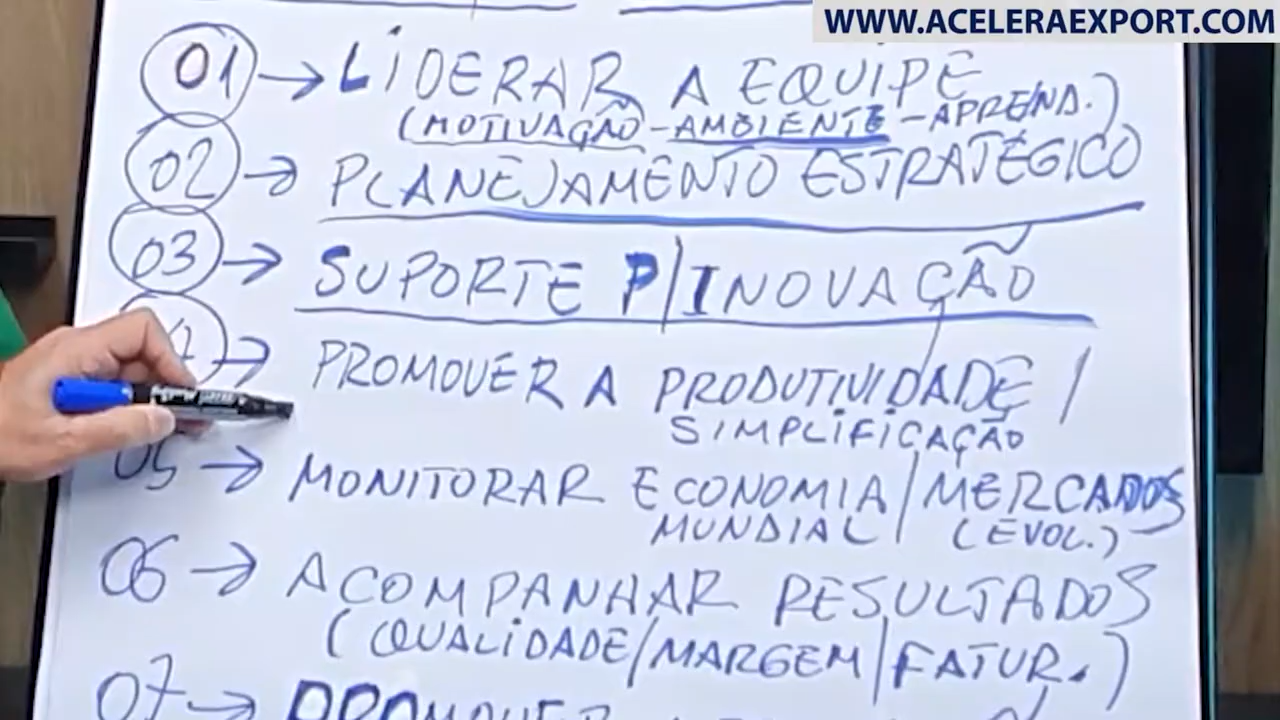 WWW.ACELERAEXPORT.COM
01 → LIDERAR A EQUIPE
(MOTIVAÇÃO - AMBIENTE - APREND.)
02 → PLANEJAMENTO ESTRATÉGICO
03 → SUPORTE P/ INOVAÇÃO
→ PROMOVER A PRODUTIVIDADE /
SIMPLIFICAÇÃO
05 → MONITORAR ECONOMIA / MERCADOS
MUNDIAL (EVOL.)
06 → ACOMPANHAR RESULTADOS
(QUALIDADE / MARGEM / FATUR.)
07 → PROMOVER